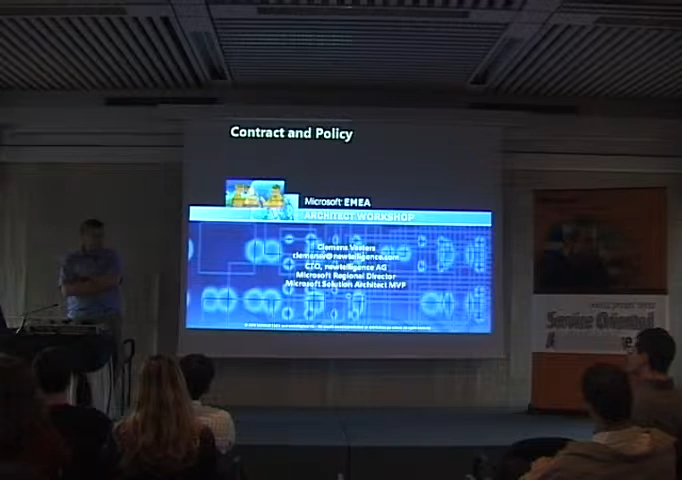 Contract and Policy
Microsoft EMEA
ARCHITECT WORKSHOP
Clemens Vasters
clemensv@newtelligence.com
CTO, newtelligence AG
Microsoft Regional Director
Microsoft Solution Architect MVP
Service Oriented